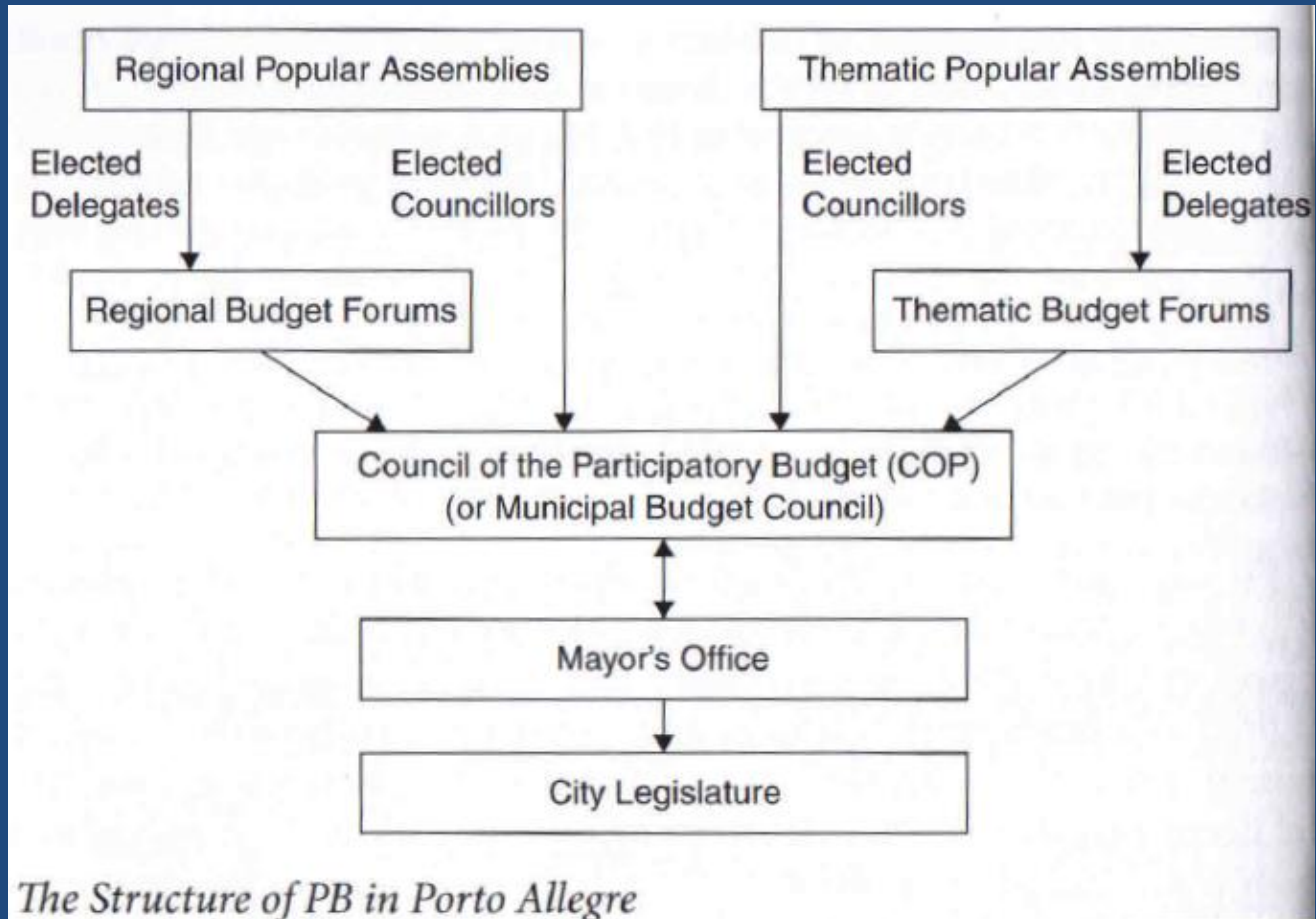 Regional Popular Assemblies
Thematic Popular Assemblies
Elected
Delegates
Elected
Councillors
Elected
Councillors
Elected
Delegates
Regional Budget Forums
Thematic Budget Forums
Council of the Participatory Budget (COP)
(or Municipal Budget Council)
Mayor's Office
City Legislature
The Structure of PB in Porto Allegre